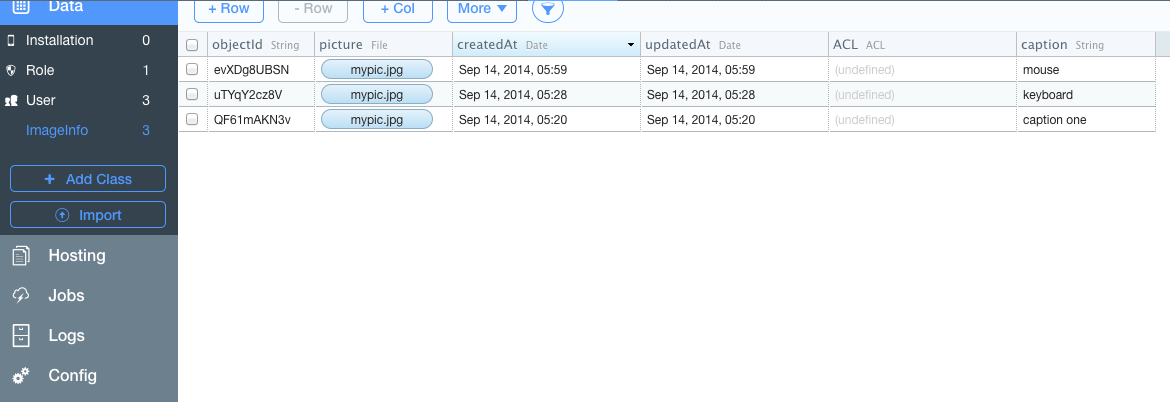 Data
+ Row - Row + Col More
Installation 0
Role 1
User 3
ImageInfo 3
+ Add Class
Import
Hosting
Jobs
Logs
Config
objectId String picture File createdAt Date updatedAt Date ACL ACL caption String
evXDg8UBSN mypic.jpg Sep 14, 2014, 05:59 Sep 14, 2014, 05:59 (undefined) mouse
uTYqY2cz8V mypic.jpg Sep 14, 2014, 05:28 Sep 14, 2014, 05:28 (undefined) keyboard
QF61mAKN3v mypic.jpg Sep 14, 2014, 05:20 Sep 14, 2014, 05:20 (undefined) caption one